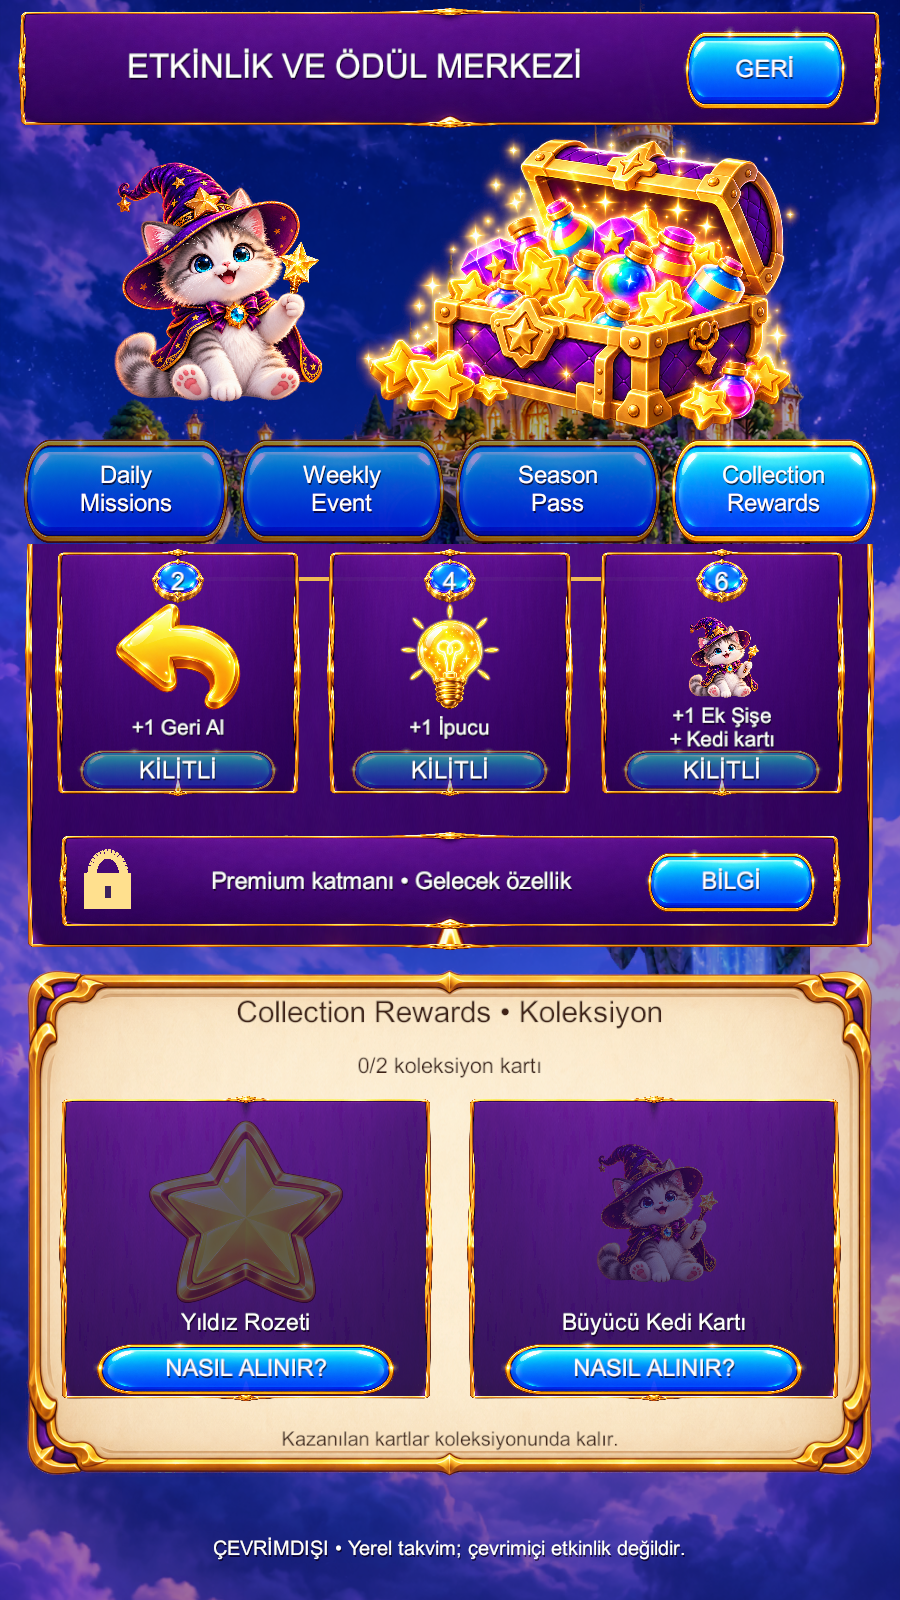 ETKİNLİK VE ÖDÜL MERKEZİ
GERİ
Daily
Missions
Weekly
Event
Season
Pass
Collection
Rewards
2
4
6
+1 Geri Al
+1 İpucu
+1 Ek Şişe
+ Kedi kartı
KİLİTLİ
KİLİTLİ
KİLİTLİ
Premium katmanı • Gelecek özellik
BİLGİ
Collection Rewards • Koleksiyon
0/2 koleksiyon kartı
Yıldız Rozeti
Büyücü Kedi Kartı
NASIL ALINIR?
NASIL ALINIR?
Kazanılan kartlar koleksiyonunda kalır.
ÇEVRİMDIŞI • Yerel takvim; çevrimiçi etkinlik değildir.